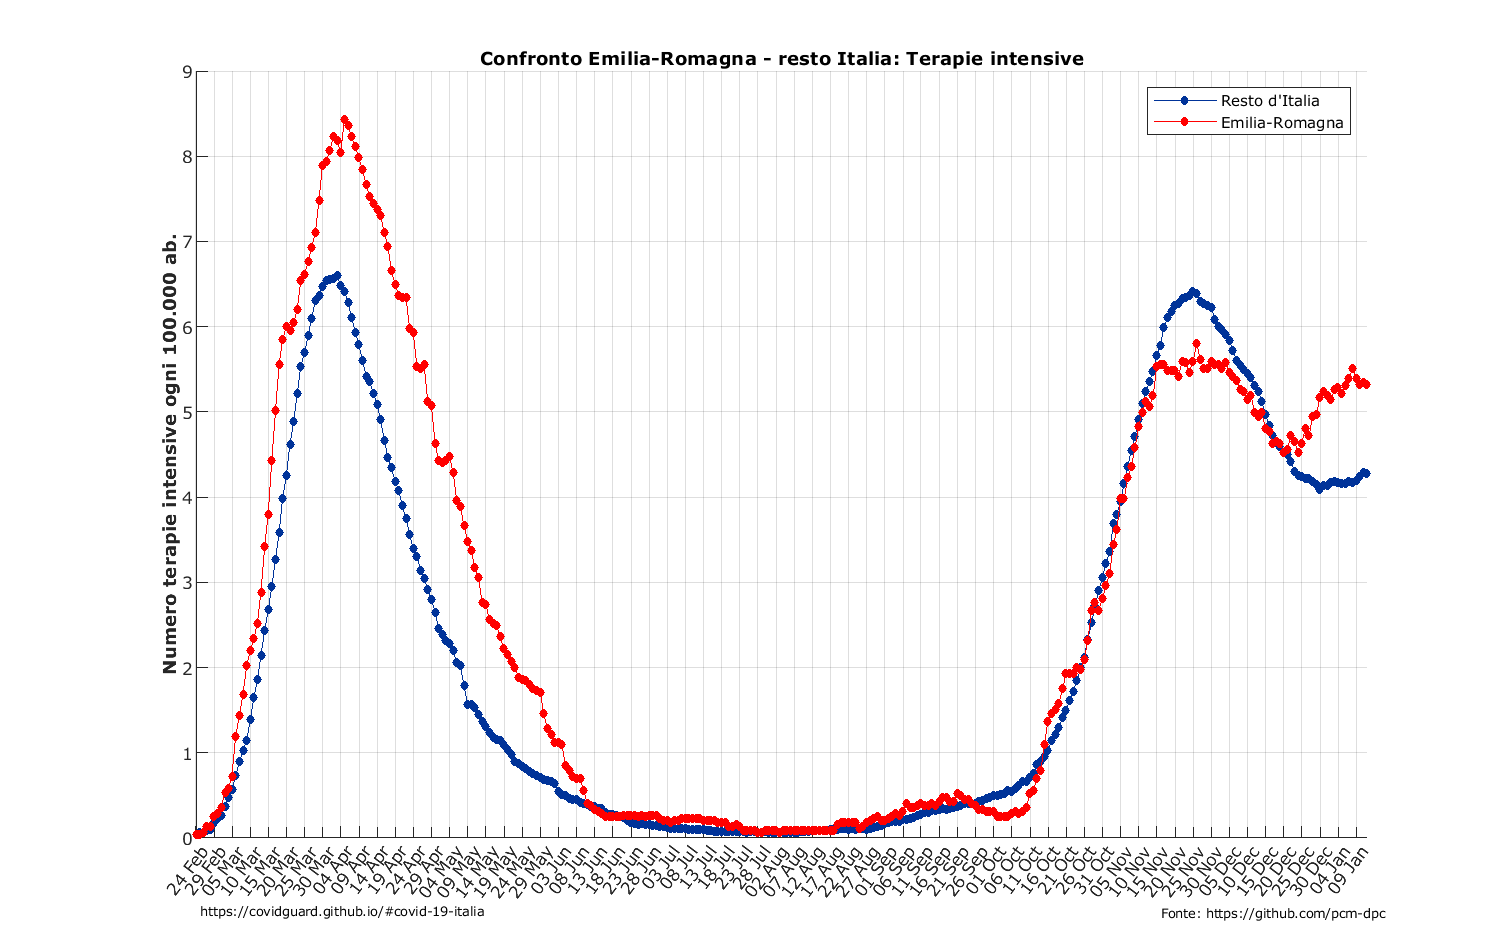 Confronto Emilia-Romagna - resto Italia: Terapie intensive
Resto d'Italia
Emilia-Romagna
Numero terapie intensive ogni 100.000 ab.
9
8
7
6
5
4
3
2
1
0
24 Feb
29 Feb
05 Mar
10 Mar
15 Mar
20 Mar
25 Mar
30 Mar
04 Apr
09 Apr
14 Apr
19 Apr
24 Apr
29 Apr
04 May
09 May
14 May
19 May
24 May
29 May
03 Jun
08 Jun
13 Jun
18 Jun
23 Jun
28 Jun
03 Jul
08 Jul
13 Jul
18 Jul
23 Jul
28 Jul
02 Aug
07 Aug
12 Aug
17 Aug
22 Aug
27 Aug
01 Sep
06 Sep
11 Sep
16 Sep
21 Sep
26 Sep
01 Oct
06 Oct
11 Oct
16 Oct
21 Oct
26 Oct
31 Oct
05 Nov
10 Nov
15 Nov
20 Nov
25 Nov
30 Nov
05 Dec
10 Dec
15 Dec
20 Dec
25 Dec
30 Dec
04 Jan
09 Jan
https://covidguard.github.io/#covid-19-italia
Fonte: https://github.com/pcm-dpc